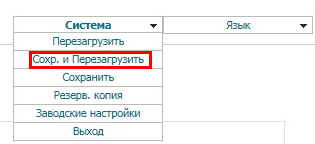 Система Язык
Перезагрузить
Сохр. и Перезагрузить
Сохранить
Резерв. копия
Заводские настройки
Выход